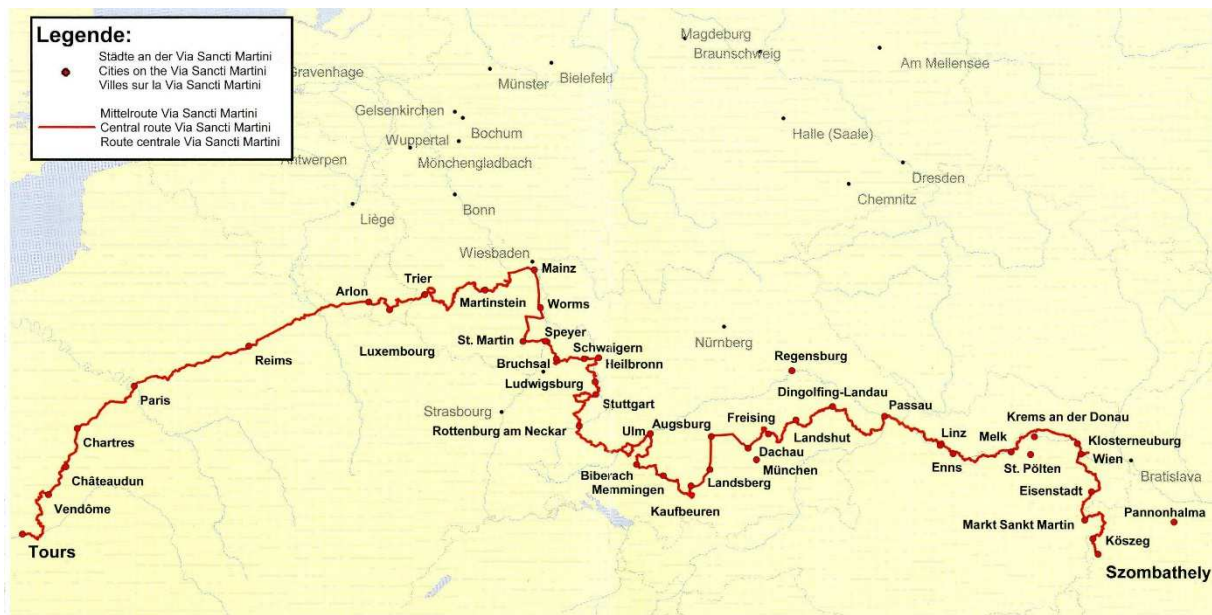 Legende:
Städte an der Via Sancti Martini
Cities on the Via Sancti Martini
Villes sur la Via Sancti Martini
Mittelroute Via Sancti Martini
Central route Via Sancti Martini
Route centrale Via Sancti Martini
Gravenhage
Antwerpen
Münster
Bielefeld
Magdeburg
Braunschweig
Am Mellensee
Gelsenkirchen
Bochum
Wuppertal
Mönchengladbach
Halle (Saale)
Dresden
Chemnitz
Bonn
Liège
Wiesbaden
Mainz
Trier
Arlon
Martinstein
Worms
Luxembourg
St. Martin
Speyer
Schwaigern
Bruchsal
Heilbronn
Nürnberg
Reims
Ludwigsburg
Regensburg
Paris
Stuttgart
Dingolfing-Landau
Strasbourg
Chartres
Rottenburg am Neckar
Ulm
Augsburg
Freising
Landshut
Passau
Krems an der Donau
Linz
Melk
Klosterneuburg
Wien
Dachau
München
Enns
St. Pölten
Bratislava
Châteaudun
Biberach
Memmingen
Landsberg
Eisenstadt
Vendôme
Kaufbeuren
Markt Sankt Martin
Pannonhalma
Tours
Köszeg
Szombathely